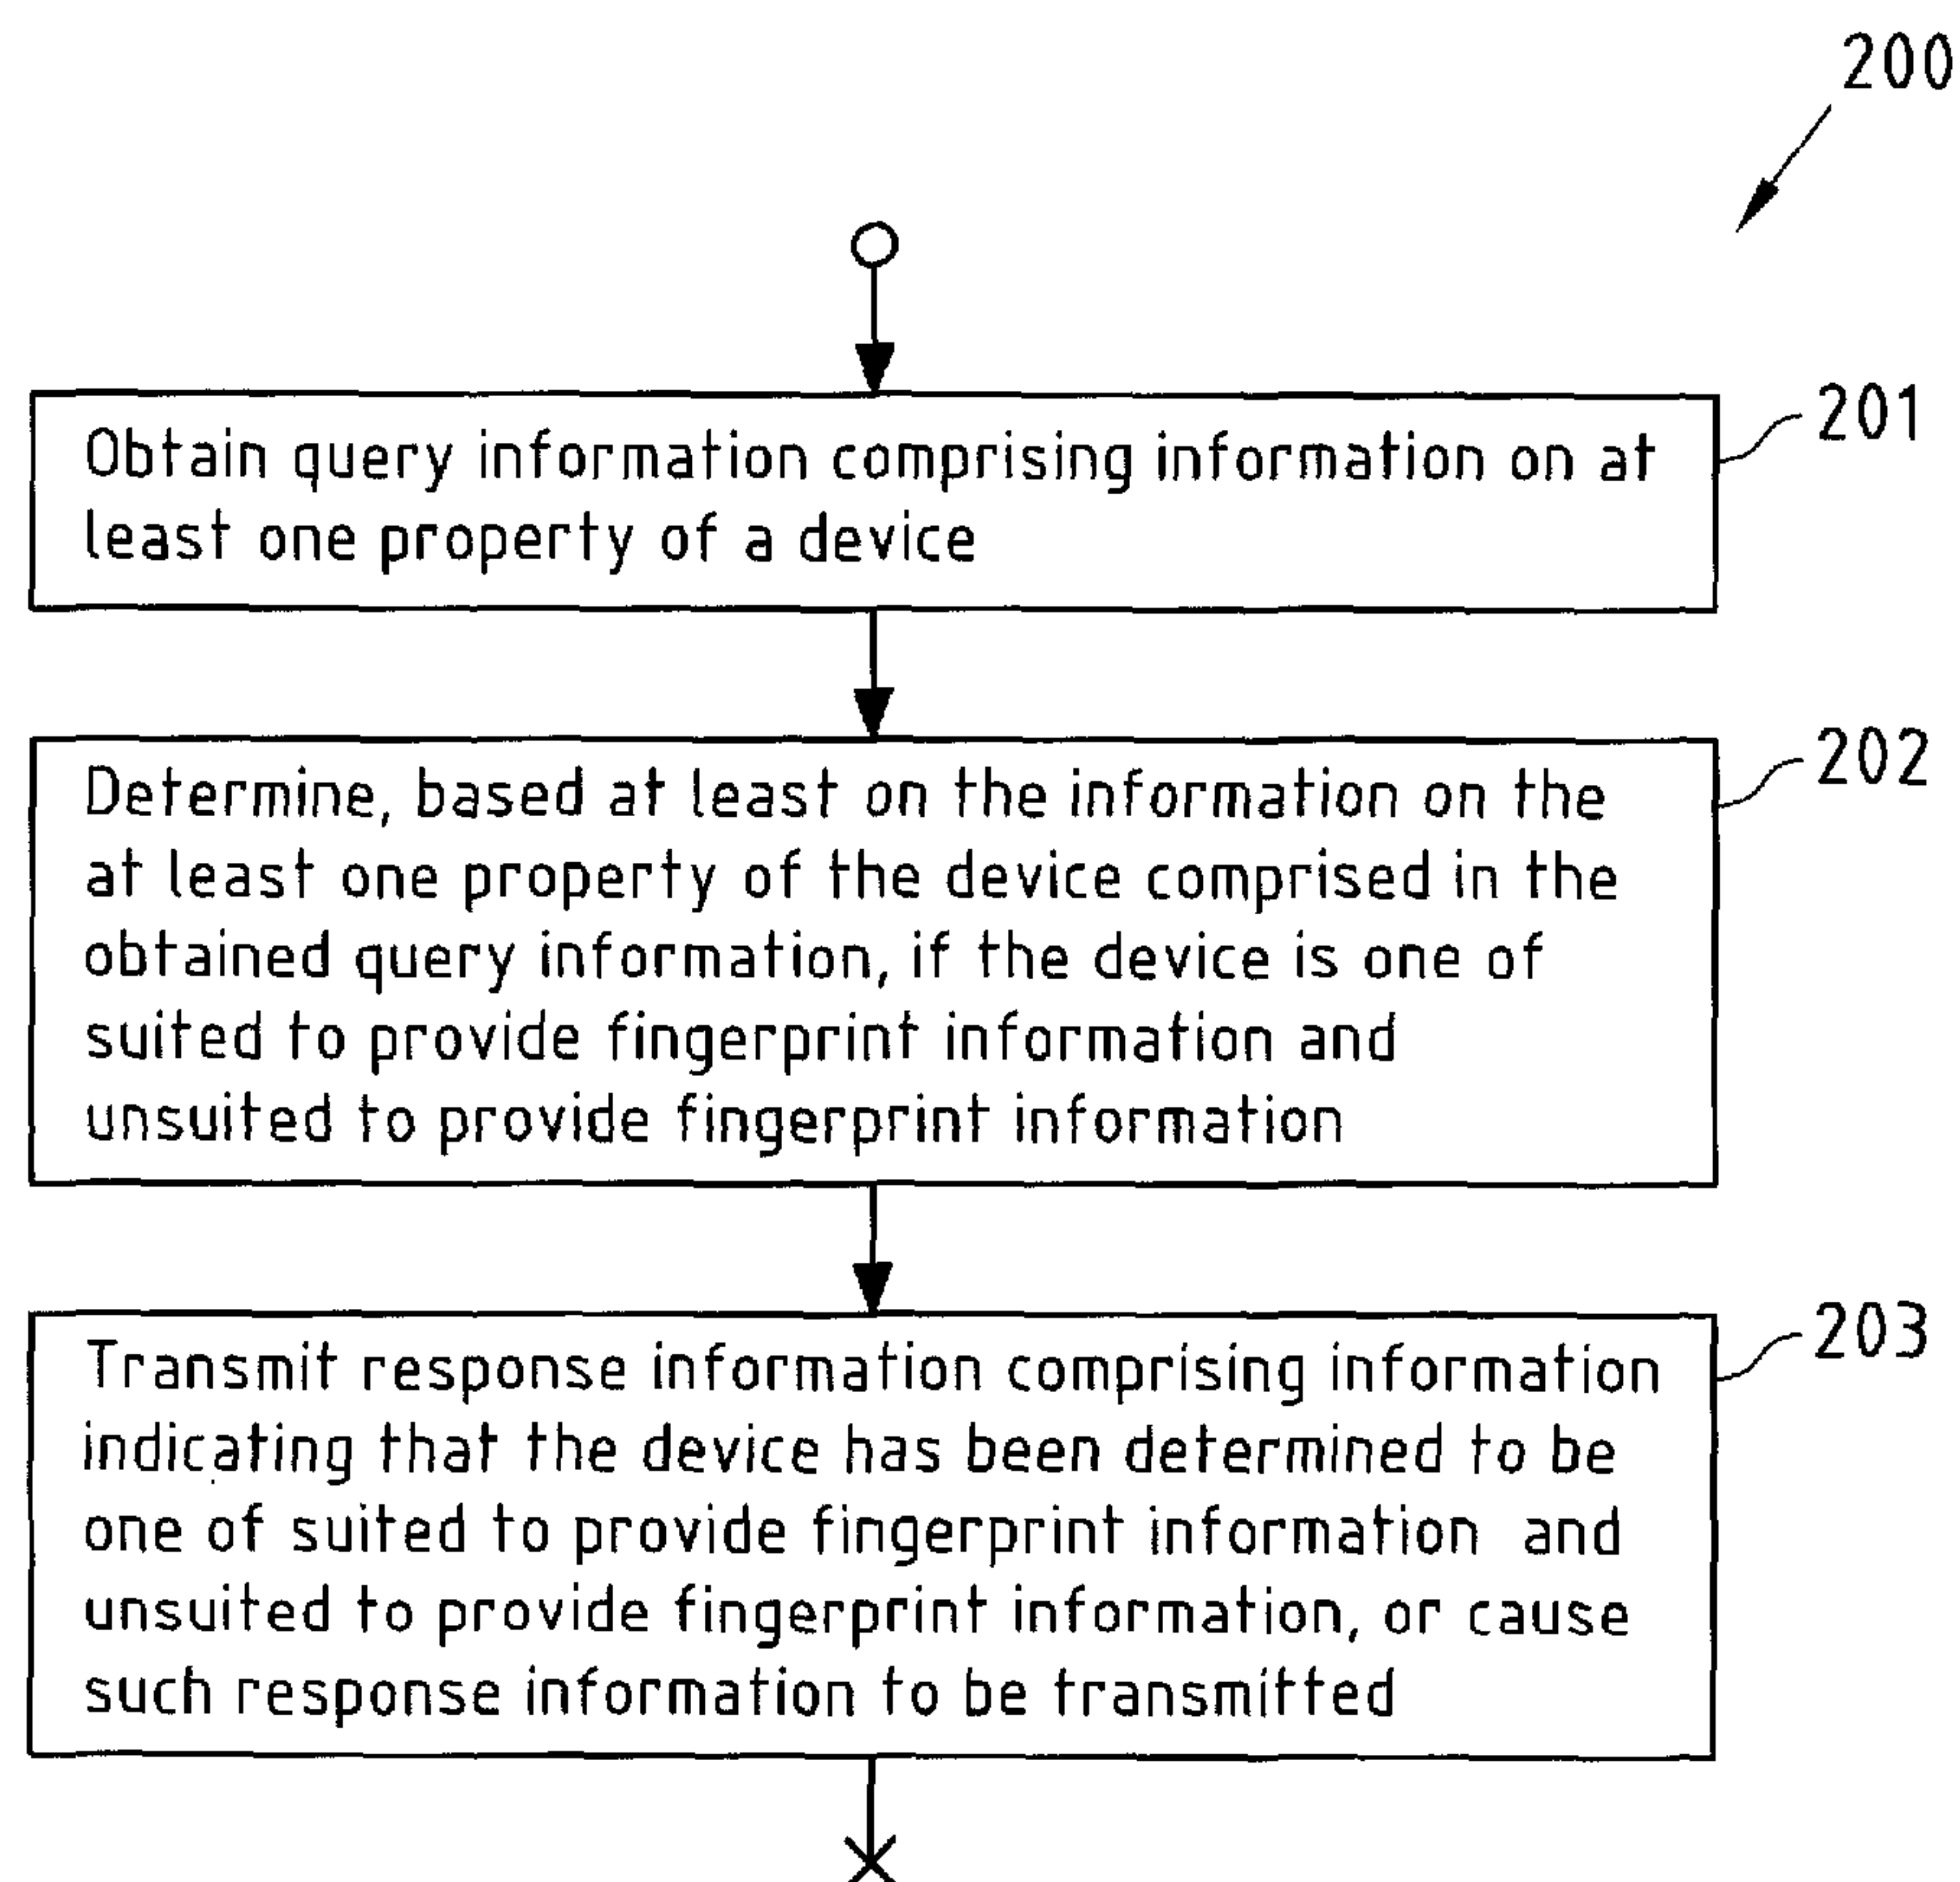 200
201
Obtain query information comprising information on at
least one property of a device
202
Determine, based at least on the information on the
at least one property of the device comprised in the
obtained query information, if the device is one of
suited to provide fingerprint information and
unsuited to provide fingerprint information
203
Transmit response information comprising information
indicating that the device has been determined to be
one of suited to provide fingerprint information and
unsuited to provide fingerprint information, or cause
such response information to be transmitted